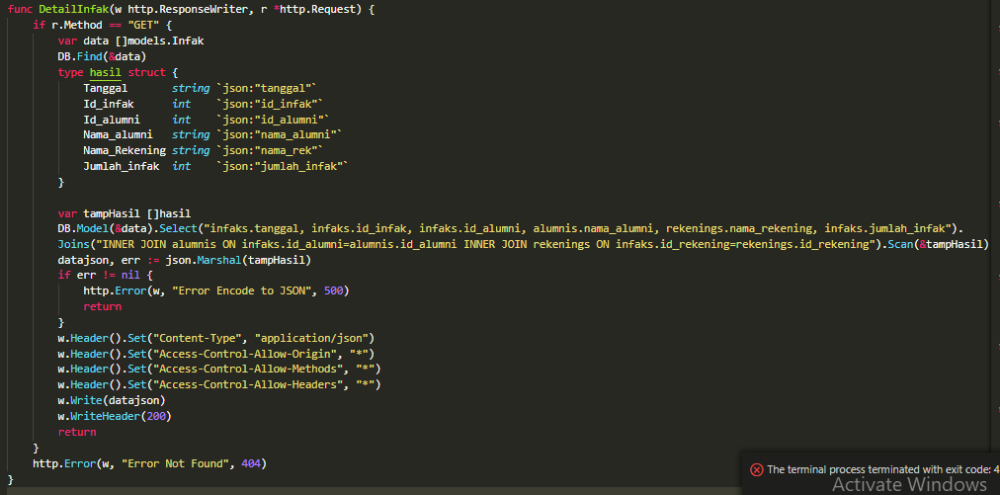 func DetailInfak(w http.ResponseWriter, r *http.Request) {
    if r.Method == "GET" {
        var data []models.Infak
        DB.Find(&data)
        type hasil struct {
            Tanggal       string `json:"tanggal"`
            Id_infak      int    `json:"id_infak"`
            Id_alumni     int    `json:"id_alumni"`
            Nama_alumni   string `json:"nama_alumni"`
            Nama_Rekening string `json:"nama_rek"`
            Jumlah_infak  int    `json:"jumlah_infak"`
        }
        var tampHasil []hasil
        DB.Model(&data).Select("infaks.tanggal, infaks.id_infak, infaks.id_alumni, alumnis.nama_alumni, rekenings.nama_rekening, infaks.jumlah_infak").
        Joins("INNER JOIN alumnis ON infaks.id_alumni=alumnis.id_alumni INNER JOIN rekenings ON infaks.id_rekening=rekenings.id_rekening").Scan(&tampHasil)
        datajson, err := json.Marshal(tampHasil)
        if err != nil {
            http.Error(w, "Error Encode to JSON", 500)
            return
        }
        w.Header().Set("Content-Type", "application/json")
        w.Header().Set("Access-Control-Allow-Origin", "*")
        w.Header().Set("Access-Control-Allow-Methods", "*")
        w.Header().Set("Access-Control-Allow-Headers", "*")
        w.Write(datajson)
        w.WriteHeader(200)
        return
    }
    http.Error(w, "Error Not Found", 404)
}
The terminal process terminated with exit code: 4
Activate Windows